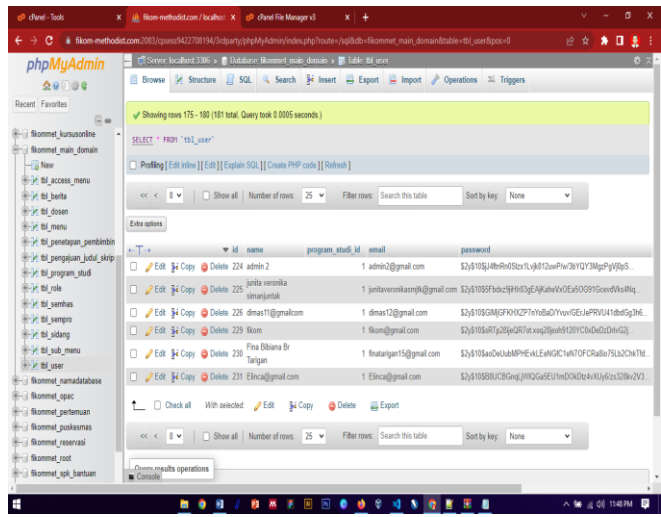 cPanel - Tools
fikom-methodist.com / localhost
cPanel File Manager v3
fikom-methodist.com:2083/cpsess9422708194/3rdparty/phpMyAdmin/index.php?route=/sql&db=fikommet_main_domain&table=tbl_user&pos=0
phpMyAdmin
Server: localhost:3306 » Database: fikommet_main_domain » Table: tbl_user
Browse Structure SQL Search Insert Export Import Privileges Operations Triggers
Recent Favorites
Showing rows 175 - 180 (181 total, Query took 0.0005 seconds.)
SELECT * FROM `tbl_user`
Profiling [ Edit inline ] [ Edit ] [ Explain SQL ] [ Create PHP code ] [ Refresh ]
<< < 8 Show all Number of rows: 25 Filter rows: Search this table Sort by key: None
Extra options
id name program_studi_id email password
Edit Copy Delete 224 admin 2 1 admin2@gmail.com
Edit Copy Delete 225 junita veronika simanjuntak 1 junitaveronikasmjtk@gmail.com
Edit Copy Delete 226 dimas11@gmailcom 1 dimas12@gmail.com
Edit Copy Delete 229 fikom 1 fikom@gmail.com
Edit Copy Delete 230 Fina Blbiana Br Tarigan 1 finatarigan15@gmail.com
Edit Copy Delete 231 Elinca@gmail.com 1 Elinca@gmail.com
Check all With selected: Edit Copy Delete Export
<< < 8 Show all Number of rows: 25 Filter rows: Search this table Sort by key: None
Query results operations
Console
fikommet_kursusonline
fikommet_main_domain
New
tbl_access_menu
tbl_berita
tbl_dosen
tbl_menu
tbl_penetapan_pembimbin
tbl_pengajuan_judul_skrip
tbl_program_studi
tbl_role
tbl_semhas
tbl_sempro
tbl_sidang
tbl_sub_menu
tbl_user
fikommet_namadatabase
fikommet_opac
fikommet_pertemuan
fikommet_puskesmas
fikommet_reservasi
fikommet_root
fikommet_spk_bantuan
11:48 PM